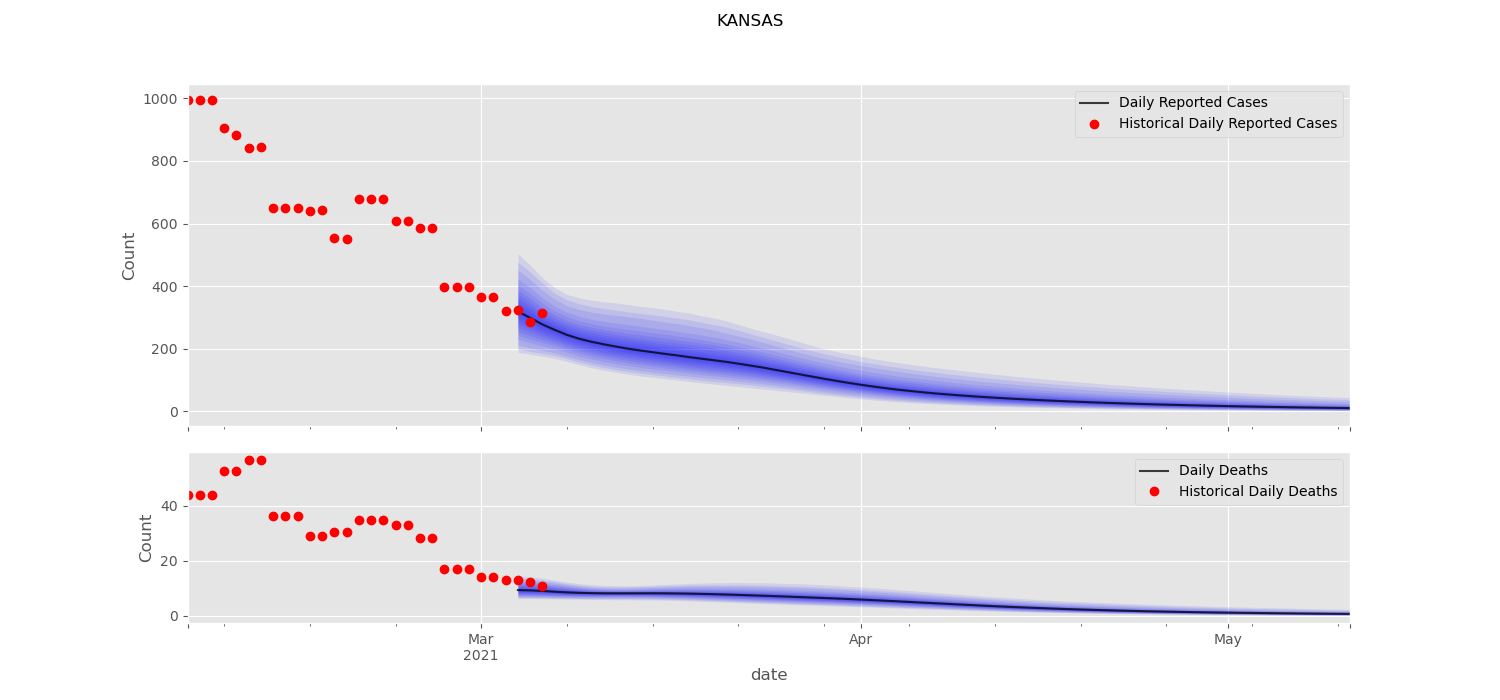 KANSAS
1000
800
600
400
200
0
Count
Daily Reported Cases
Historical Daily Reported Cases
40
20
0
Count
Daily Deaths
Historical Daily Deaths
Mar
2021
Apr
May
date